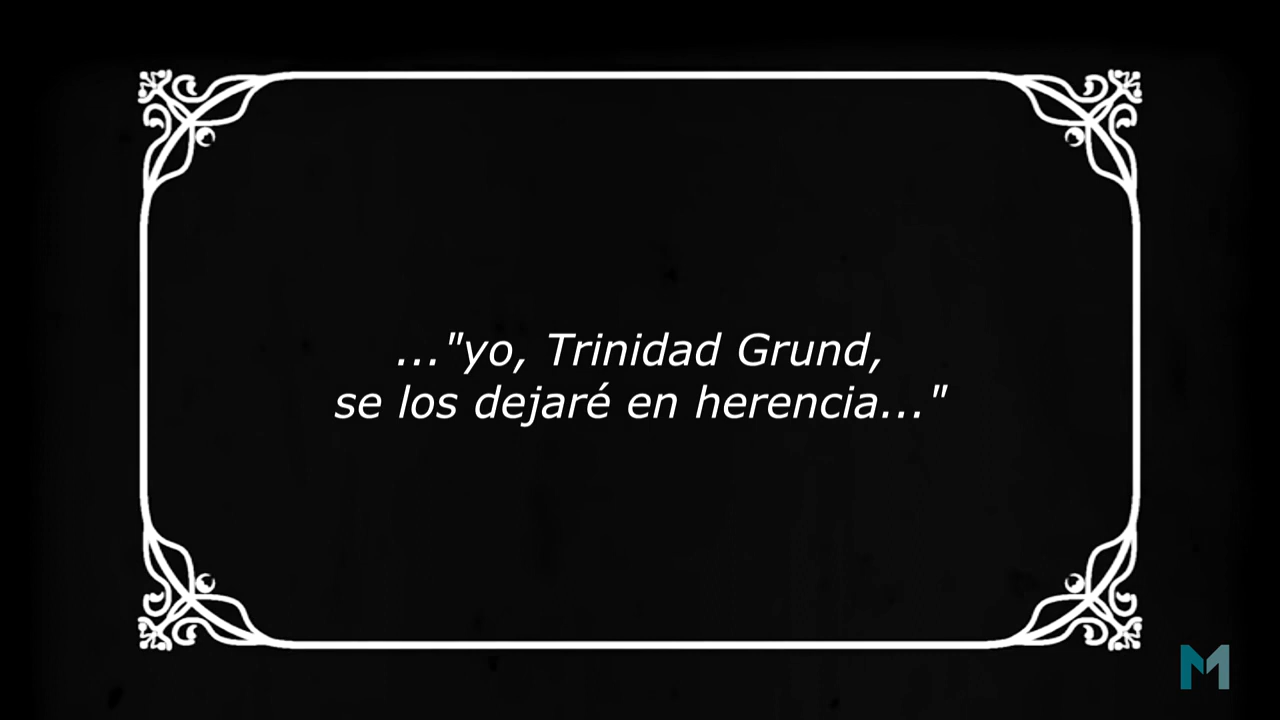 ..."yo, Trinidad Grund,
se los dejaré en herencia..."
M